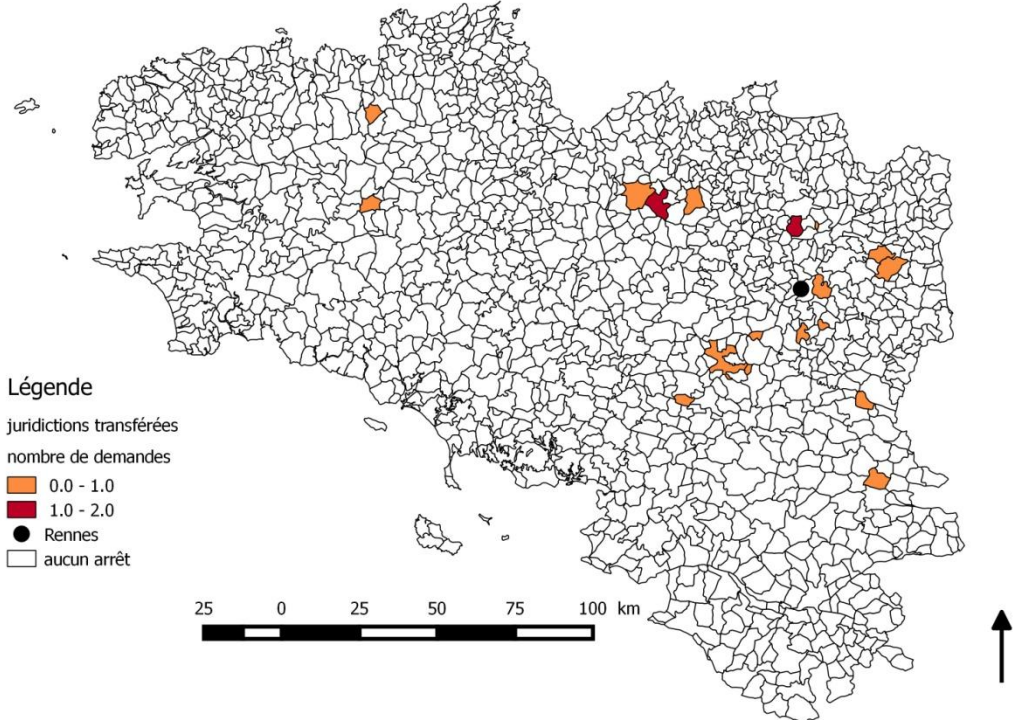 Légende
juridictions transférées
nombre de demandes
0.0 - 1.0
1.0 - 2.0
Rennes
aucun arrêt
25 0 25 50 75 100 km